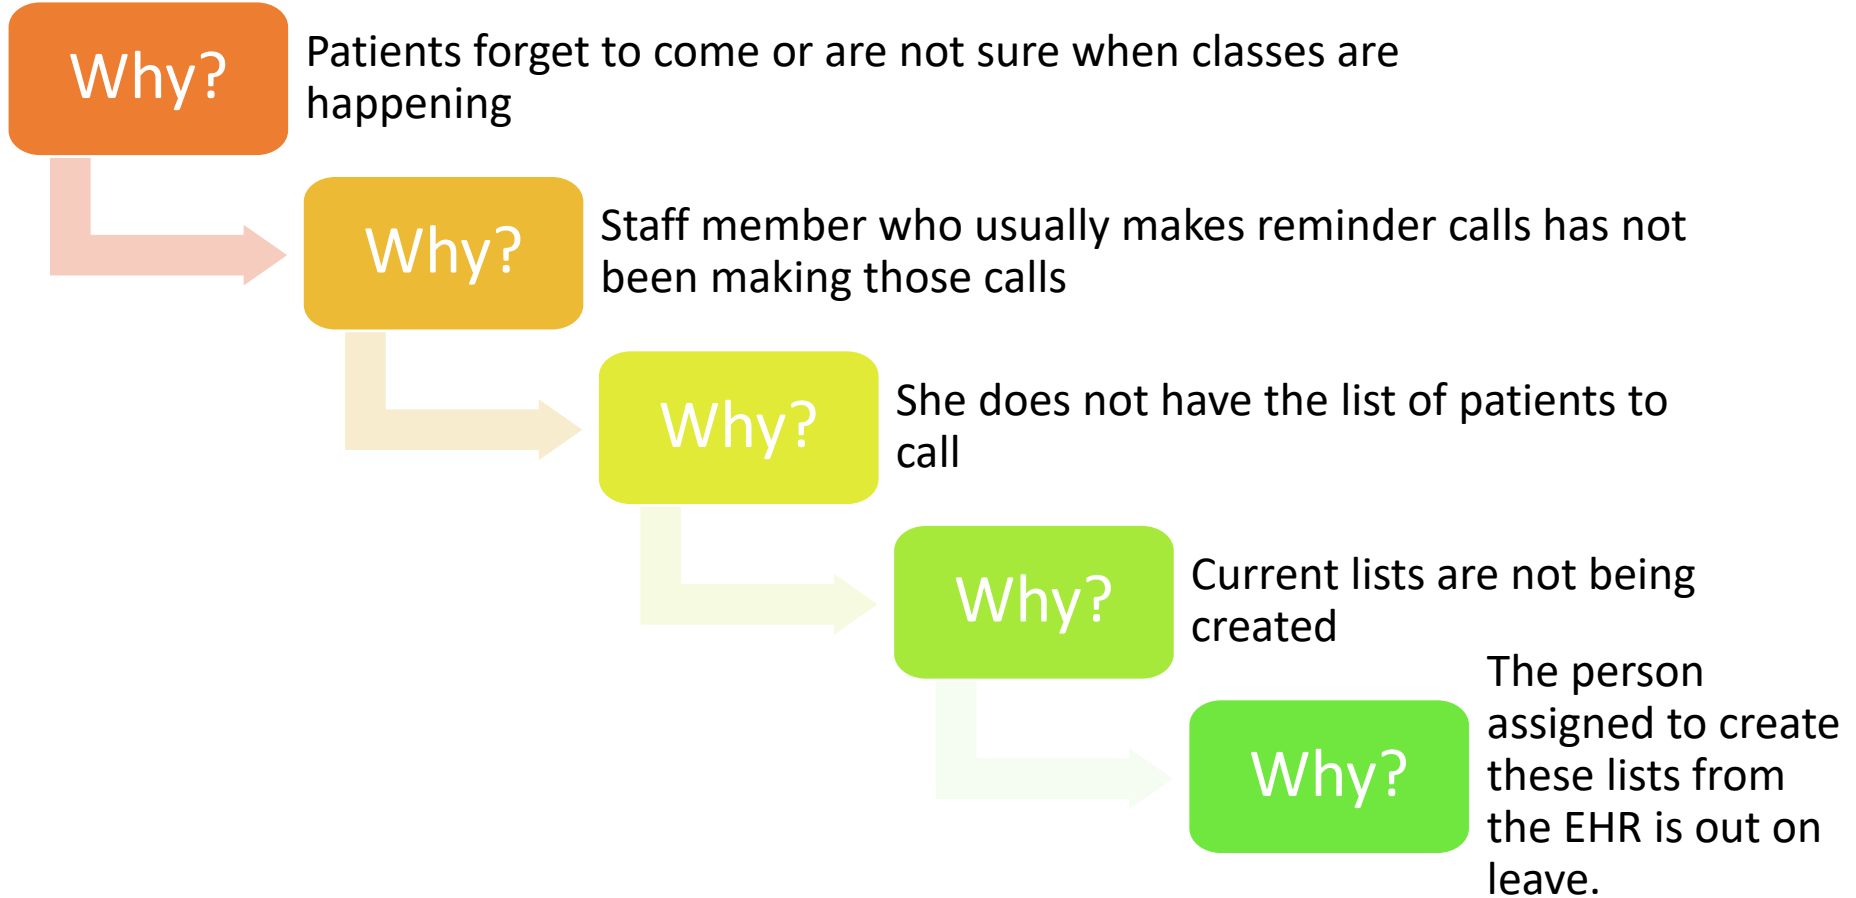 Why?
Patients forget to come or are not sure when classes are
happening
Why?
Staff member who usually makes reminder calls has not
been making those calls
Why?
She does not have the list of patients to
call
Why?
Current lists are not being
created
Why?
The person
assigned to create
these lists from
the EHR is out on
leave.